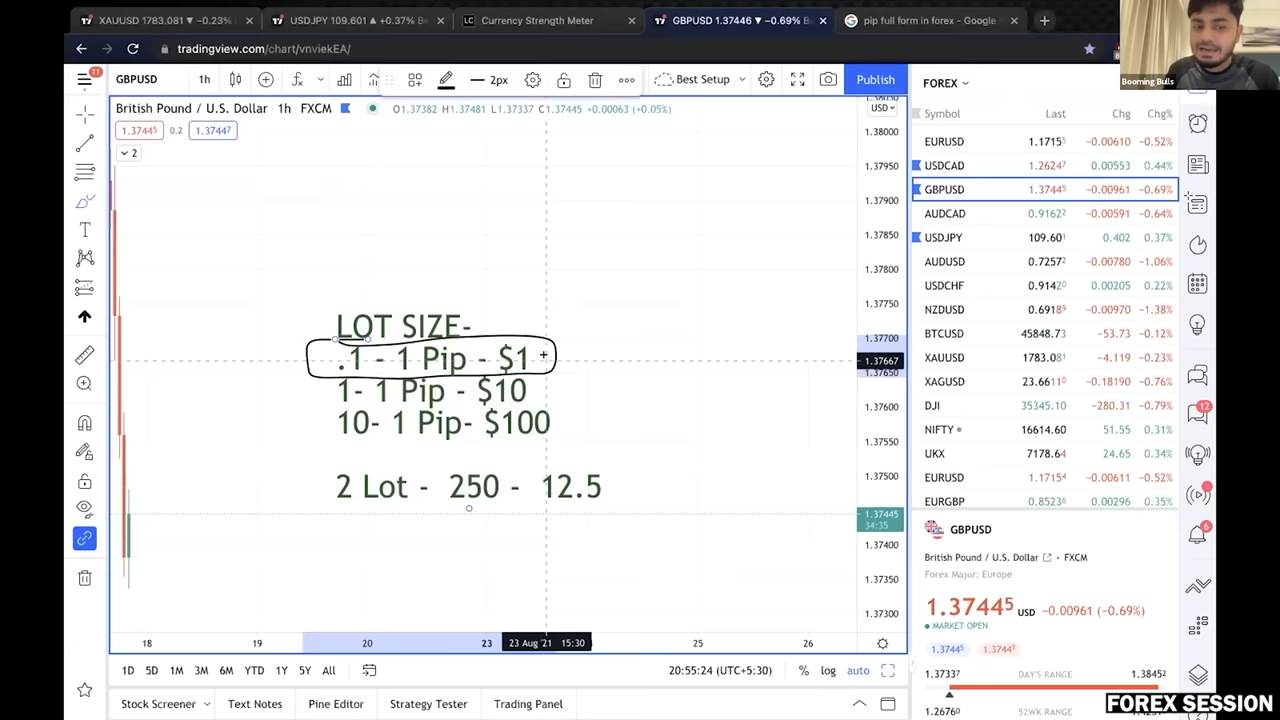 XAUUSD 1783.081 ▼ −0.23%
USDJPY 109.601 ▲ +0.37%
Currency Strength Meter
GBPUSD 1.37446 ▼ −0.69%
pip full form in forex - Google
tradingview.com/chart/vnviekEA/
Booming Bulls
11
GBPUSD
1h
2px
Best Setup
Publish
British Pound / U.S. Dollar · 1h · FXCM
O1.37382 H1.37481 L1.37337 C1.37445 +0.00063 (+0.05%)
1.37445 0.2 1.37447
2
USD
1.38000
1.37950
1.37900
1.37850
1.37800
1.37750
1.37700
1.37667
1.37650
1.37600
1.37550
1.37500
1.37445
34:35
1.37400
1.37350
1.37300
LOT SIZE-
.1 - 1 Pip - $1
1- 1 Pip - $10
10- 1 Pip- $100
2 Lot - 250 - 12.5
18 19 20 23 23 Aug '21 15:30 25 26
1D 5D 1M 3M 6M YTD 1Y 5Y All
20:55:24 (UTC+5:30) % log auto
Stock Screener Text Notes Pine Editor Strategy Tester Trading Panel
FOREX
Symbol Last Chg Chg%
EURUSD 1.17155 −0.00610 −0.52%
USDCAD 1.26247 0.00553 0.44%
GBPUSD 1.37445 −0.00961 −0.69%
AUDCAD 0.91622 −0.00591 −0.64%
USDJPY 109.601 0.402 0.37%
AUDUSD 0.72572 −0.00780 −1.06%
USDCHF 0.91420 0.00205 0.22%
NZDUSD 0.69189 −0.00970 −1.38%
BTCUSD 45848.73 −53.73 −0.12%
XAUUSD 1783.081 −4.119 −0.23%
XAGUSD 23.66110 −0.18190 −0.76%
DJI 35345.10 −280.31 −0.79%
NIFTY 16614.60 51.55 0.31%
UKX 7178.64 24.65 0.34%
EURUSD 1.17154 −0.00611 −0.52%
EURGBP 0.85236 0.00296 0.35%
GBPUSD
British Pound / U.S. Dollar · FXCM
Forex Major: Europe
1.37445 USD −0.00961 (−0.69%)
MARKET OPEN
1.37445 1.37447
1.37337 DAY'S RANGE 1.38452
1.26760 52WK RANGE
12
6
FOREX SESSION